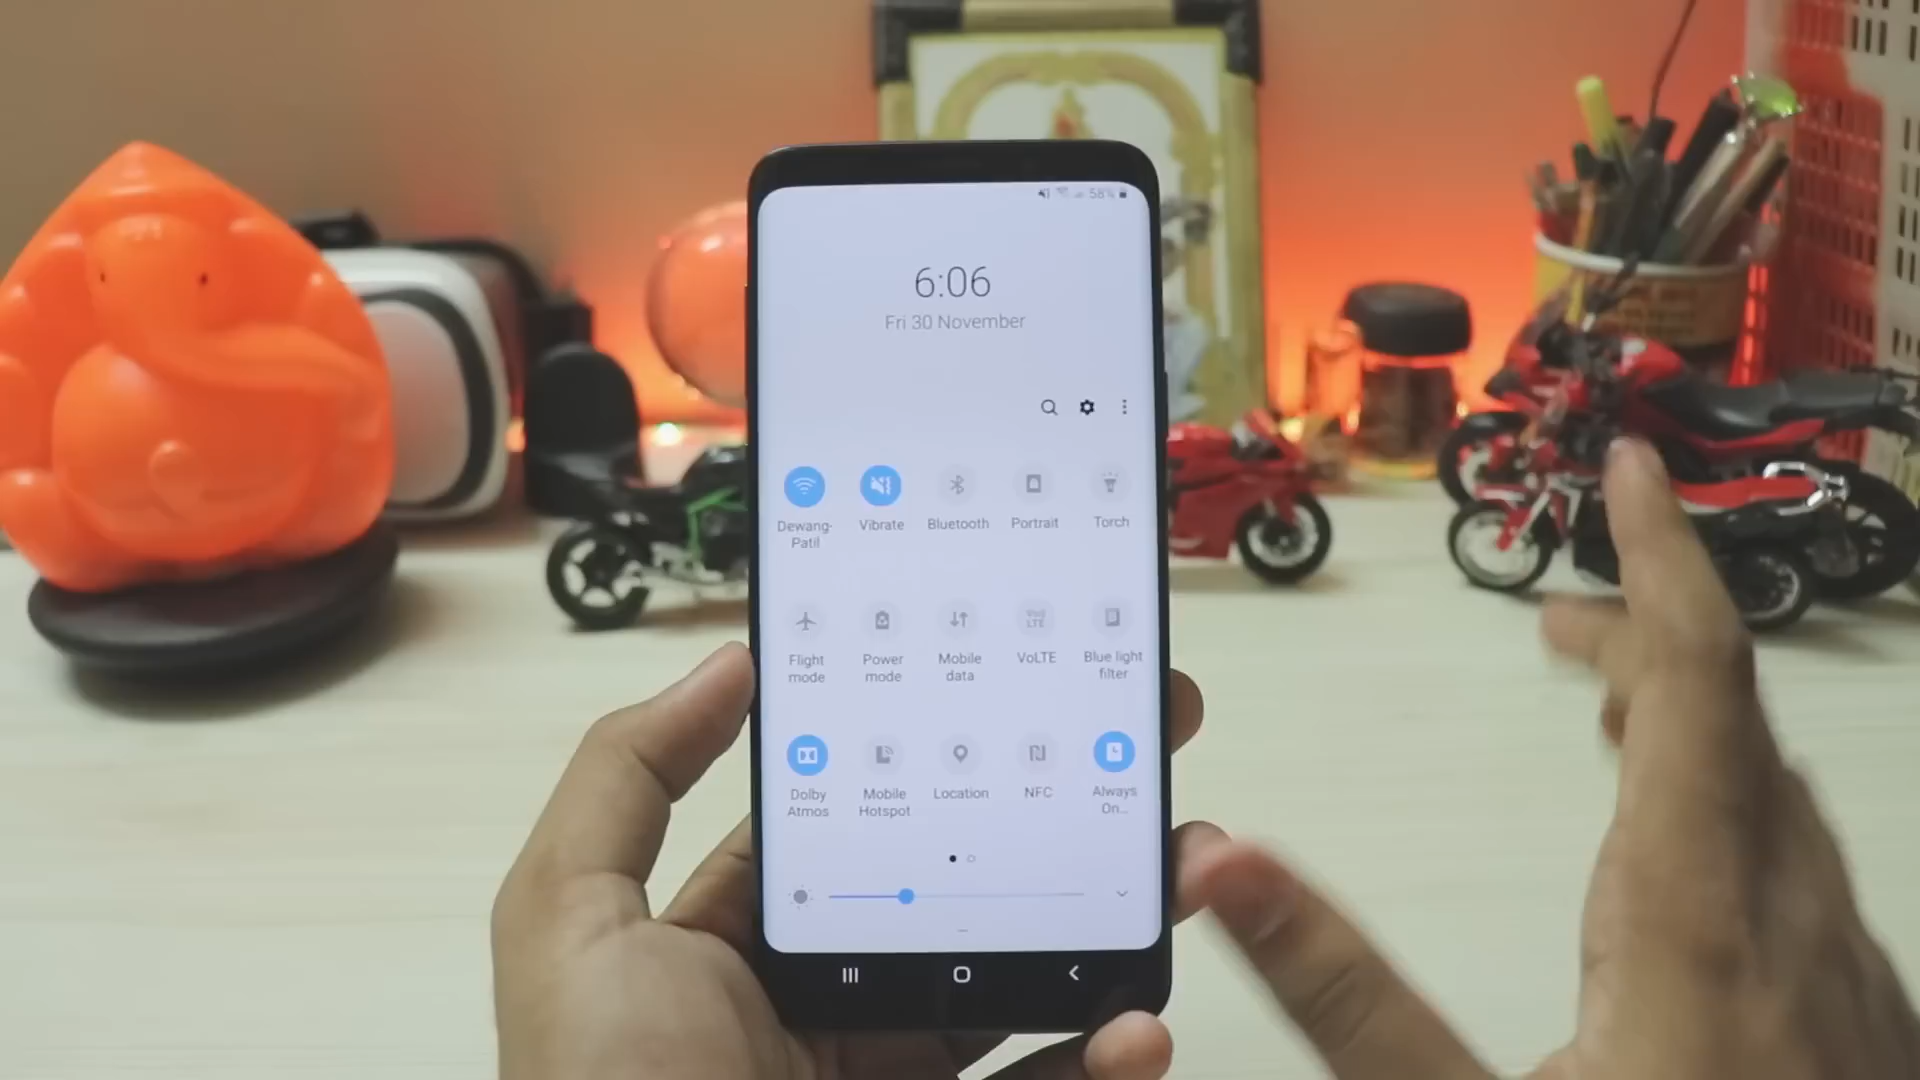 58%
6:06
Fri 30 November
Dewang-
Patil
Vibrate
Bluetooth
Portrait
Torch
Flight
mode
Power
mode
Mobile
data
VoLTE
Blue light
filter
Dolby
Atmos
Mobile
Hotspot
Location
NFC
Always
On...